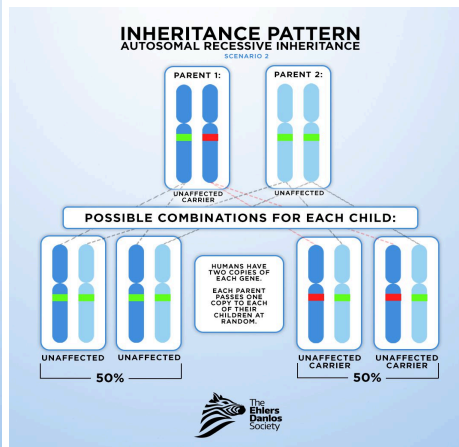 INHERITANCE PATTERN
AUTOSOMAL RECESSIVE INHERITANCE
SCENARIO 2
PARENT 1:
PARENT 2:
UNAFFECTED
CARRIER
UNAFFECTED
POSSIBLE COMBINATIONS FOR EACH CHILD:
HUMANS HAVE
TWO COPIES OF
EACH GENE.
EACH PARENT
PASSES ONE
COPY TO EACH
OF THEIR
CHILDREN AT
RANDOM.
UNAFFECTED
UNAFFECTED
UNAFFECTED
CARRIER
UNAFFECTED
CARRIER
50%
50%
The
Ehlers
Danlos
Society